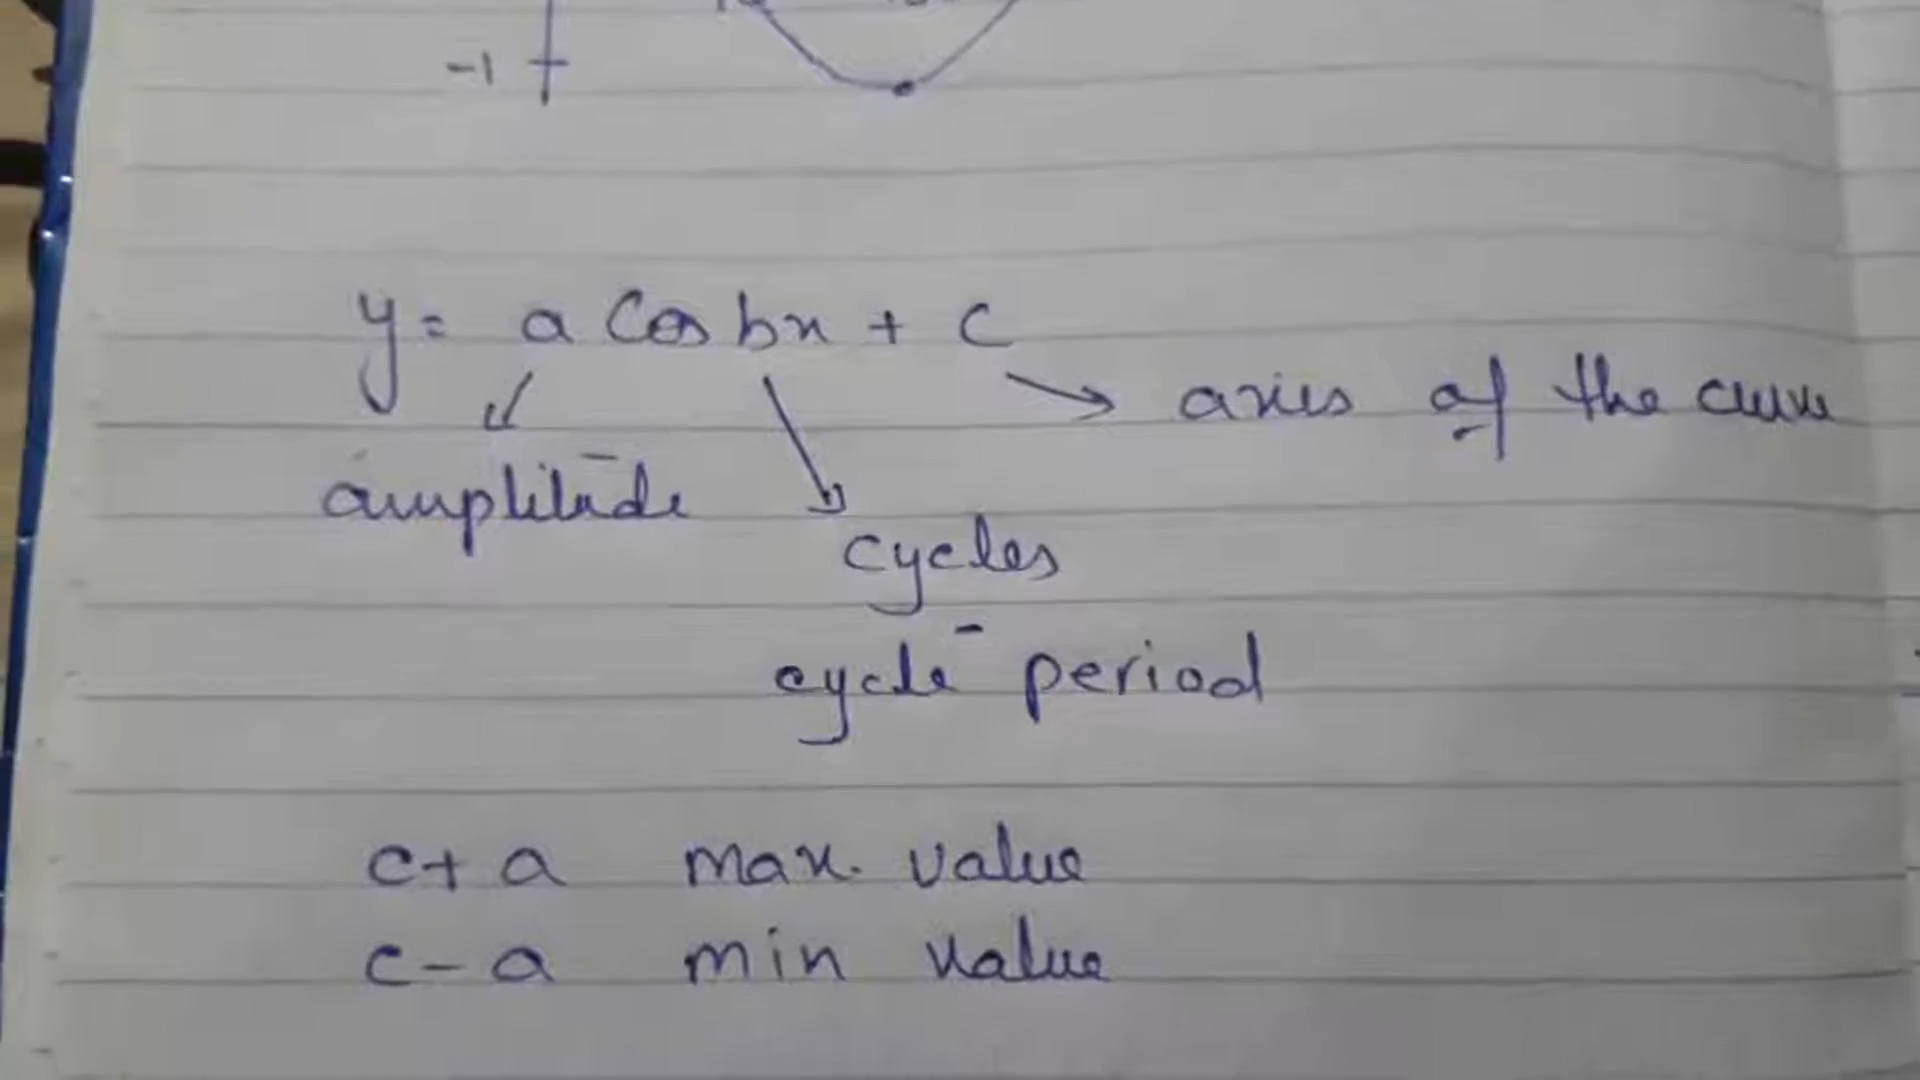 -1
y = a Cos bx + c
axis of the curve
amplitude
cycles
cycle period
c+a max. value
c-a min value